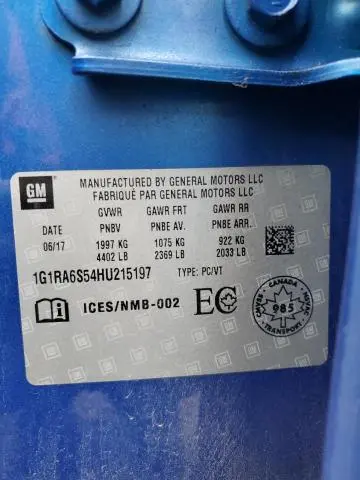 GM
MANUFACTURED BY GENERAL MOTORS LLC
FABRIQUÉ PAR GENERAL MOTORS LLC
GVWR GAWR FRT GAWR RR
PNBV PNBE AV. PNBE ARR.
06/17 1997 KG 1075 KG 922 KG
4402 LB 2369 LB 2033 LB
1G1RA6S54HU215197 TYPE: PC/VT
ICES/NMB-002 EC
CANADA
CMVSS NSVAC
985
TRANSPORT